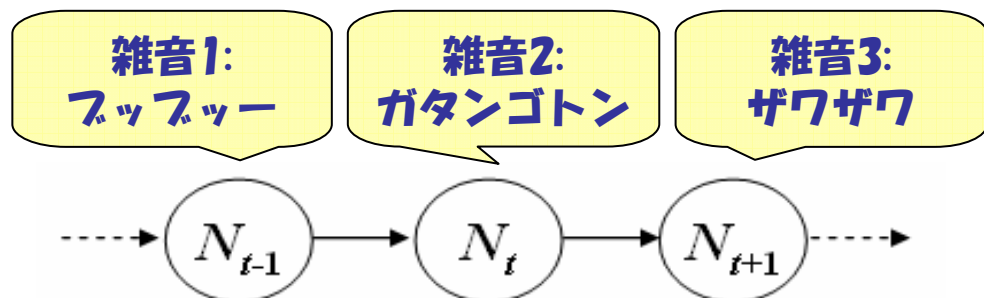 雑音1:
ブッブッー
雑音2:
ガタンゴトン
雑音3:
ザワザワ
N_{t-1}
N_t
N_{t+1}